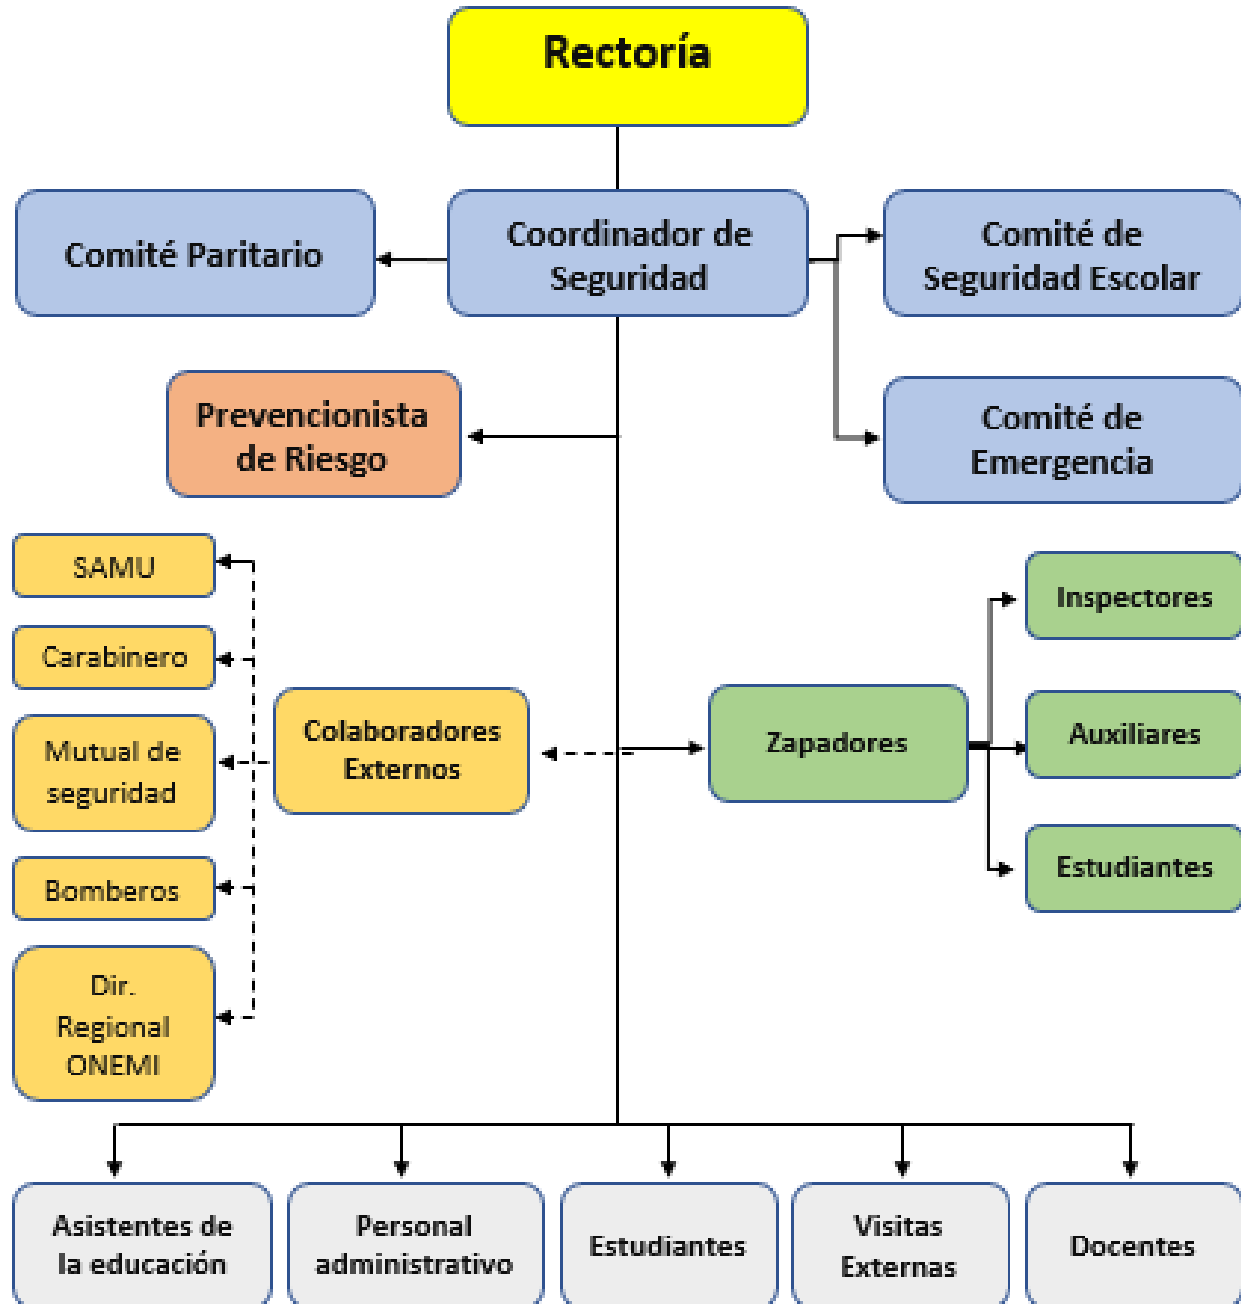 Rectoría
Comité Paritario
Coordinador de
Seguridad
Comité de
Seguridad Escolar
Prevencionista
de Riesgo
Comité de
Emergencia
SAMU
Carabinero
Mutual de
seguridad
Bomberos
Dir.
Regional
ONEMI
Colaboradores
Externos
Zapadores
Inspectores
Auxiliares
Estudiantes
Asistentes de
la educación
Personal
administrativo
Estudiantes
Visitas
Externas
Docentes